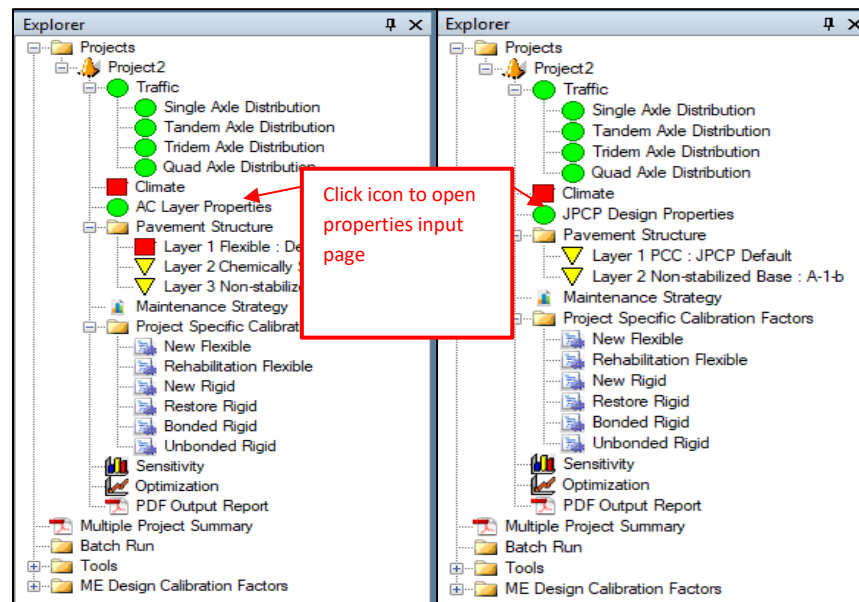 Explorer
Projects
Project2
Traffic
Single Axle Distribution
Tandem Axle Distribution
Tridem Axle Distribution
Quad Axle Distribution
Climate
AC Layer Properties
Pavement Structure
Layer 1 Flexible : De
Layer 2 Chemically
Layer 3 Non-stabiliz
Maintenance Strategy
Project Specific Calibrat
New Flexible
Rehabilitation Flexible
New Rigid
Restore Rigid
Bonded Rigid
Unbonded Rigid
Sensitivity
Optimization
PDF Output Report
Multiple Project Summary
Batch Run
Tools
ME Design Calibration Factors
Click icon to open
properties input
page
Explorer
Projects
Project2
Traffic
Single Axle Distribution
Tandem Axle Distribution
Tridem Axle Distribution
Quad Axle Distribution
Climate
JPCP Design Properties
Pavement Structure
Layer 1 PCC : JPCP Default
Layer 2 Non-stabilized Base : A-1-b
Maintenance Strategy
Project Specific Calibration Factors
New Flexible
Rehabilitation Flexible
New Rigid
Restore Rigid
Bonded Rigid
Unbonded Rigid
Sensitivity
Optimization
PDF Output Report
Multiple Project Summary
Batch Run
Tools
ME Design Calibration Factors